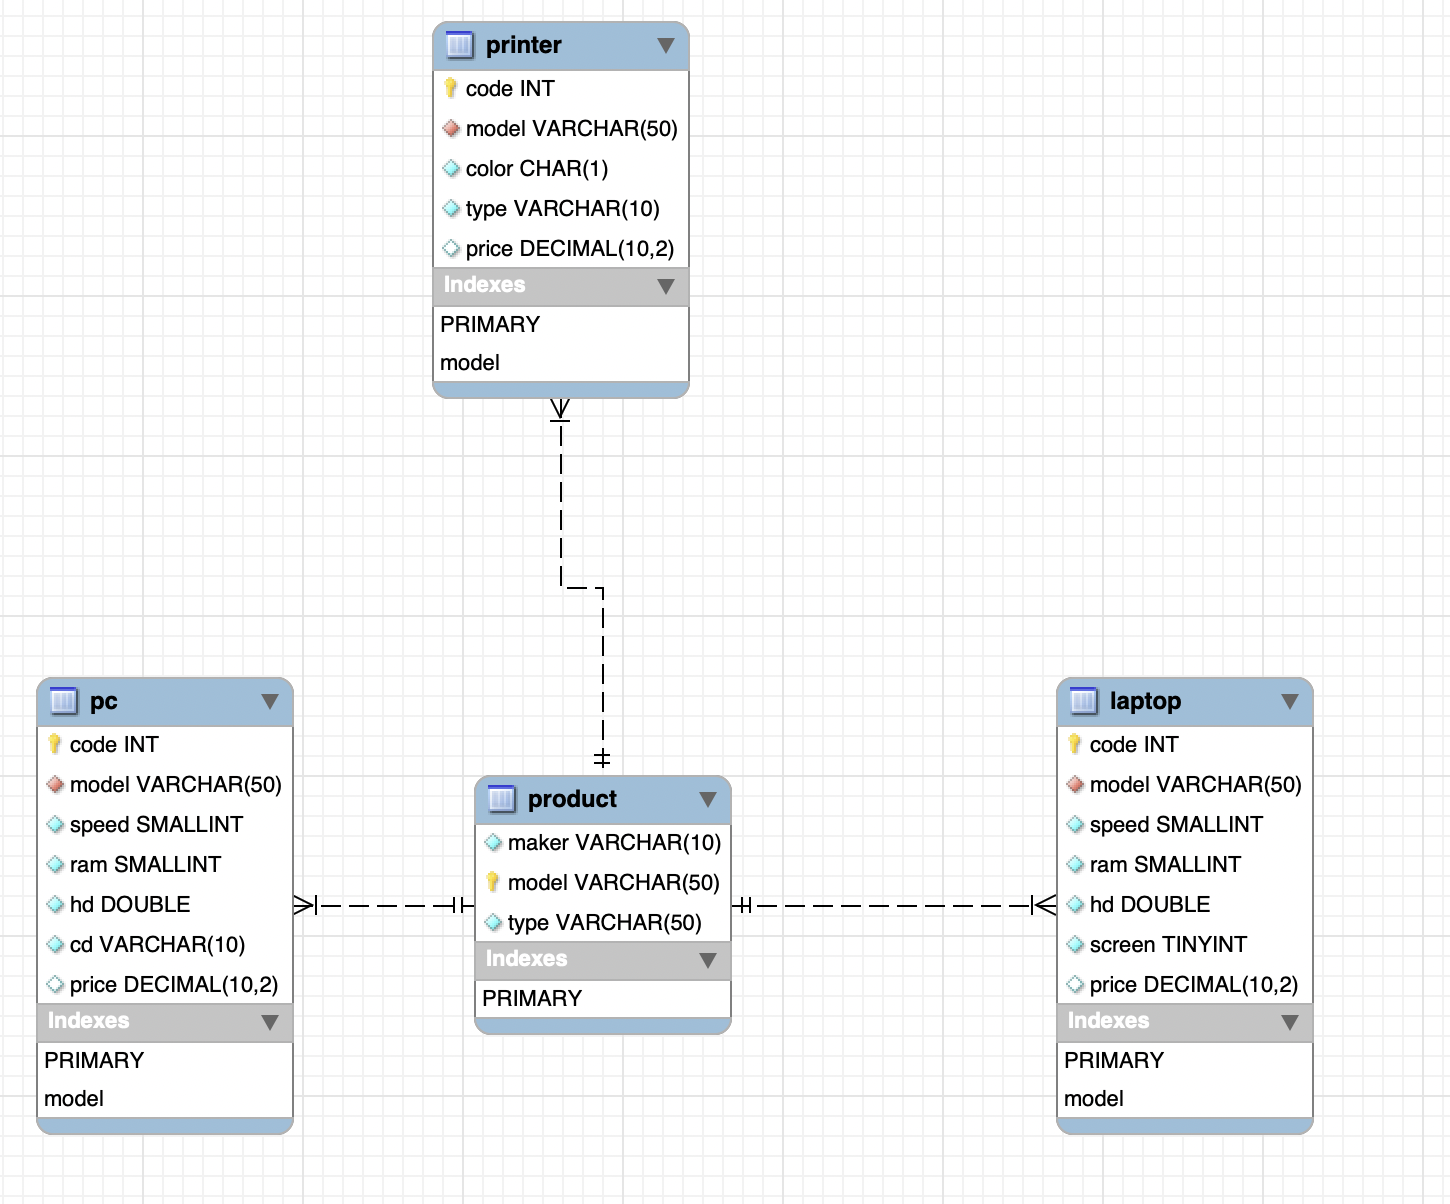 printer
code INT
model VARCHAR(50)
color CHAR(1)
type VARCHAR(10)
price DECIMAL(10,2)
Indexes
PRIMARY
model
pc
code INT
model VARCHAR(50)
speed SMALLINT
ram SMALLINT
hd DOUBLE
cd VARCHAR(10)
price DECIMAL(10,2)
Indexes
PRIMARY
model
product
maker VARCHAR(10)
model VARCHAR(50)
type VARCHAR(50)
Indexes
PRIMARY
laptop
code INT
model VARCHAR(50)
speed SMALLINT
ram SMALLINT
hd DOUBLE
screen TINYINT
price DECIMAL(10,2)
Indexes
PRIMARY
model